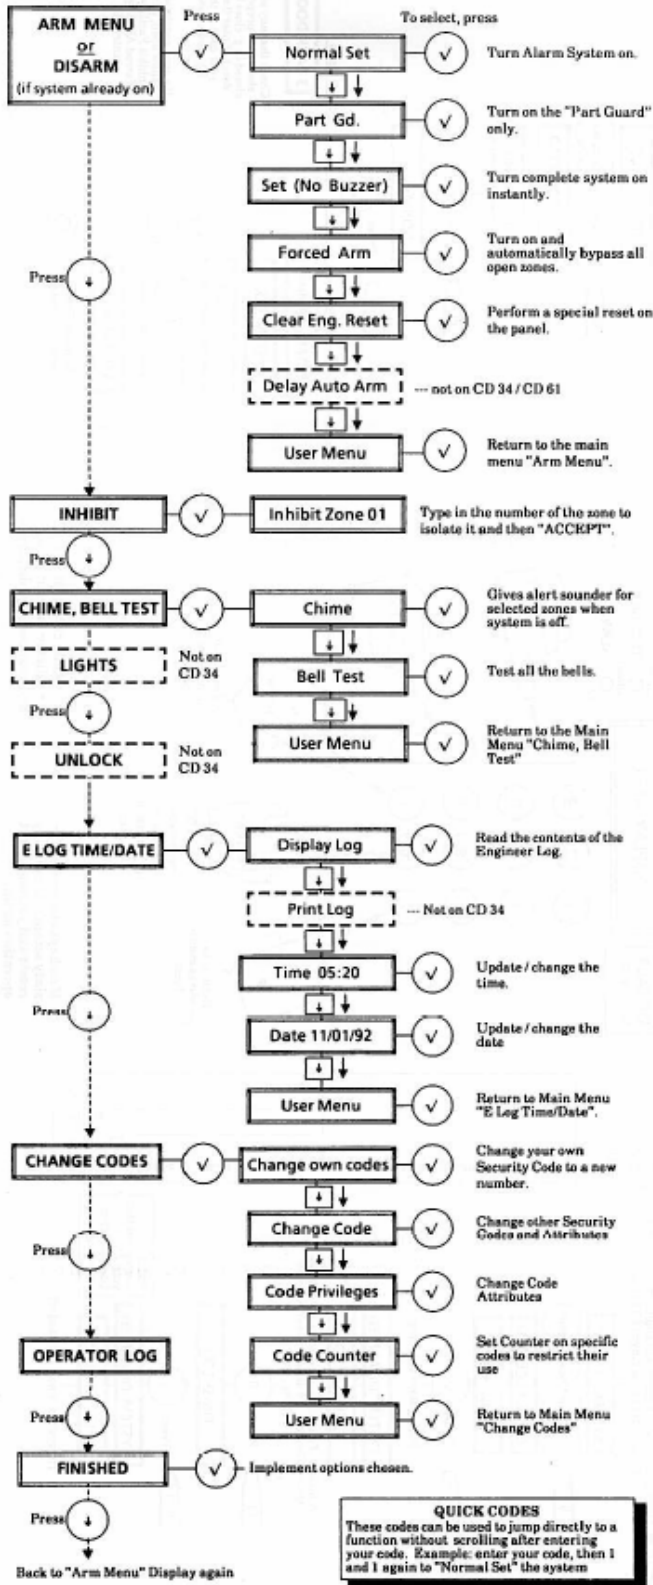 ARM MENU
or
DISARM
(if system already on)
Press
To select, press
Normal Set
Turn Alarm System on.
Part Gd.
Turn on the "Part Guard"
only.
Set (No Buzzer)
Turn complete system on
instantly.
Forced Arm
Turn on and
automatically bypass all
open zones.
Press
Clear Eng. Reset
Perform a special reset on
the panel.
Delay Auto Arm
--- not on CD 34 / CD 61
User Menu
Return to the main
menu "Arm Menu".
INHIBIT
Inhibit Zone 01
Type in the number of the zone to
isolate it and then "ACCEPT".
Press
CHIME, BELL TEST
Chime
Gives alert sounder for
selected zones when
system is off.
LIGHTS
Not on
CD 34
Bell Test
Test all the bells.
Press
User Menu
Return to the Main
Menu "Chime, Bell
Test"
UNLOCK
Not on
CD 34
E LOG TIME/DATE
Display Log
Read the contents of the
Engineer Log.
Print Log
--- Not on CD 34
Time 05:20
Update / change the
time.
Press
Date 11/01/92
Update / change the
date
User Menu
Return to Main Menu
"E Log Time/Date".
CHANGE CODES
Change own codes
Change your own
Security Code to a new
number.
Change Code
Change other Security
Codes and Attributes
Press
Code Privileges
Change Code
Attributes
OPERATOR LOG
Code Counter
Set Counter on specific
codes to restrict their
use
Press
User Menu
Return to Main Menu
"Change Codes"
FINISHED
Implement options chosen.
Press
Back to "Arm Menu" Display again
QUICK CODES
These codes can be used to jump directly to a
function without scrolling after entering
your code. Example: enter your code, then 1
and 1 again to "Normal Set" the system